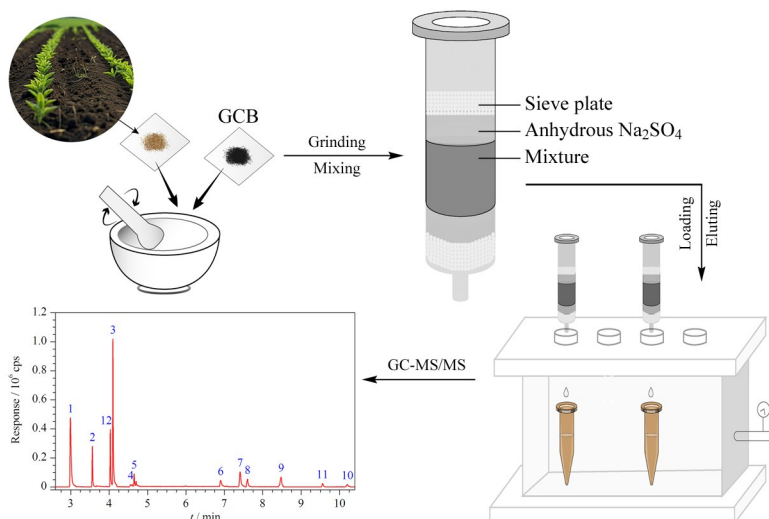 GCB
Grinding
Mixing
Sieve plate
Anhydrous Na₂SO₄
Mixture
Loading
Eluting
GC-MS/MS
Response / 10⁶ cps
1.2
1.0
0.8
0.6
0.4
0.2
0
1
2
12
3
4
5
6
7
8
9
11
10
3 4 5 6 7 8 9 10
t / min